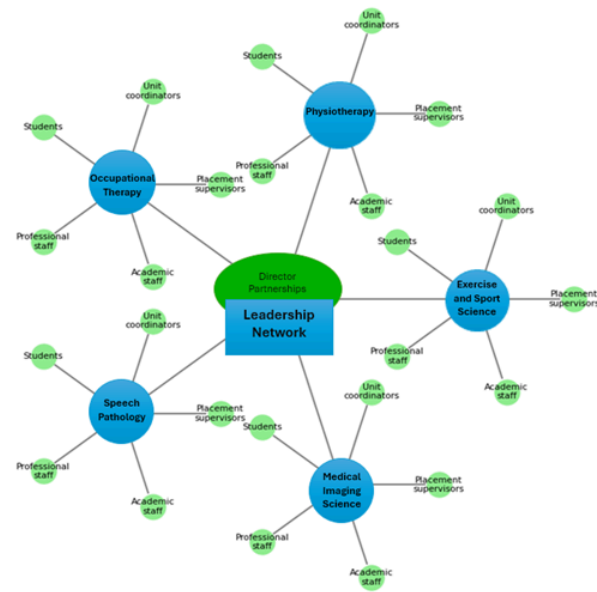 Unit
coordinators
Students
Physiotherapy
Placement
supervisors
Professional
staff
Academic
staff
Unit
coordinators
Students
Occupational
Therapy
Placement
supervisors
Professional
staff
Academic
staff
Unit
coordinators
Students
Exercise
and Sport
Science
Placement
supervisors
Professional
staff
Academic
staff
Director
Partnerships
Leadership
Network
Unit
coordinators
Students
Speech
Pathology
Placement
supervisors
Professional
staff
Academic
staff
Unit
coordinators
Students
Medical
Imaging
Science
Placement
supervisors
Professional
staff
Academic
staff